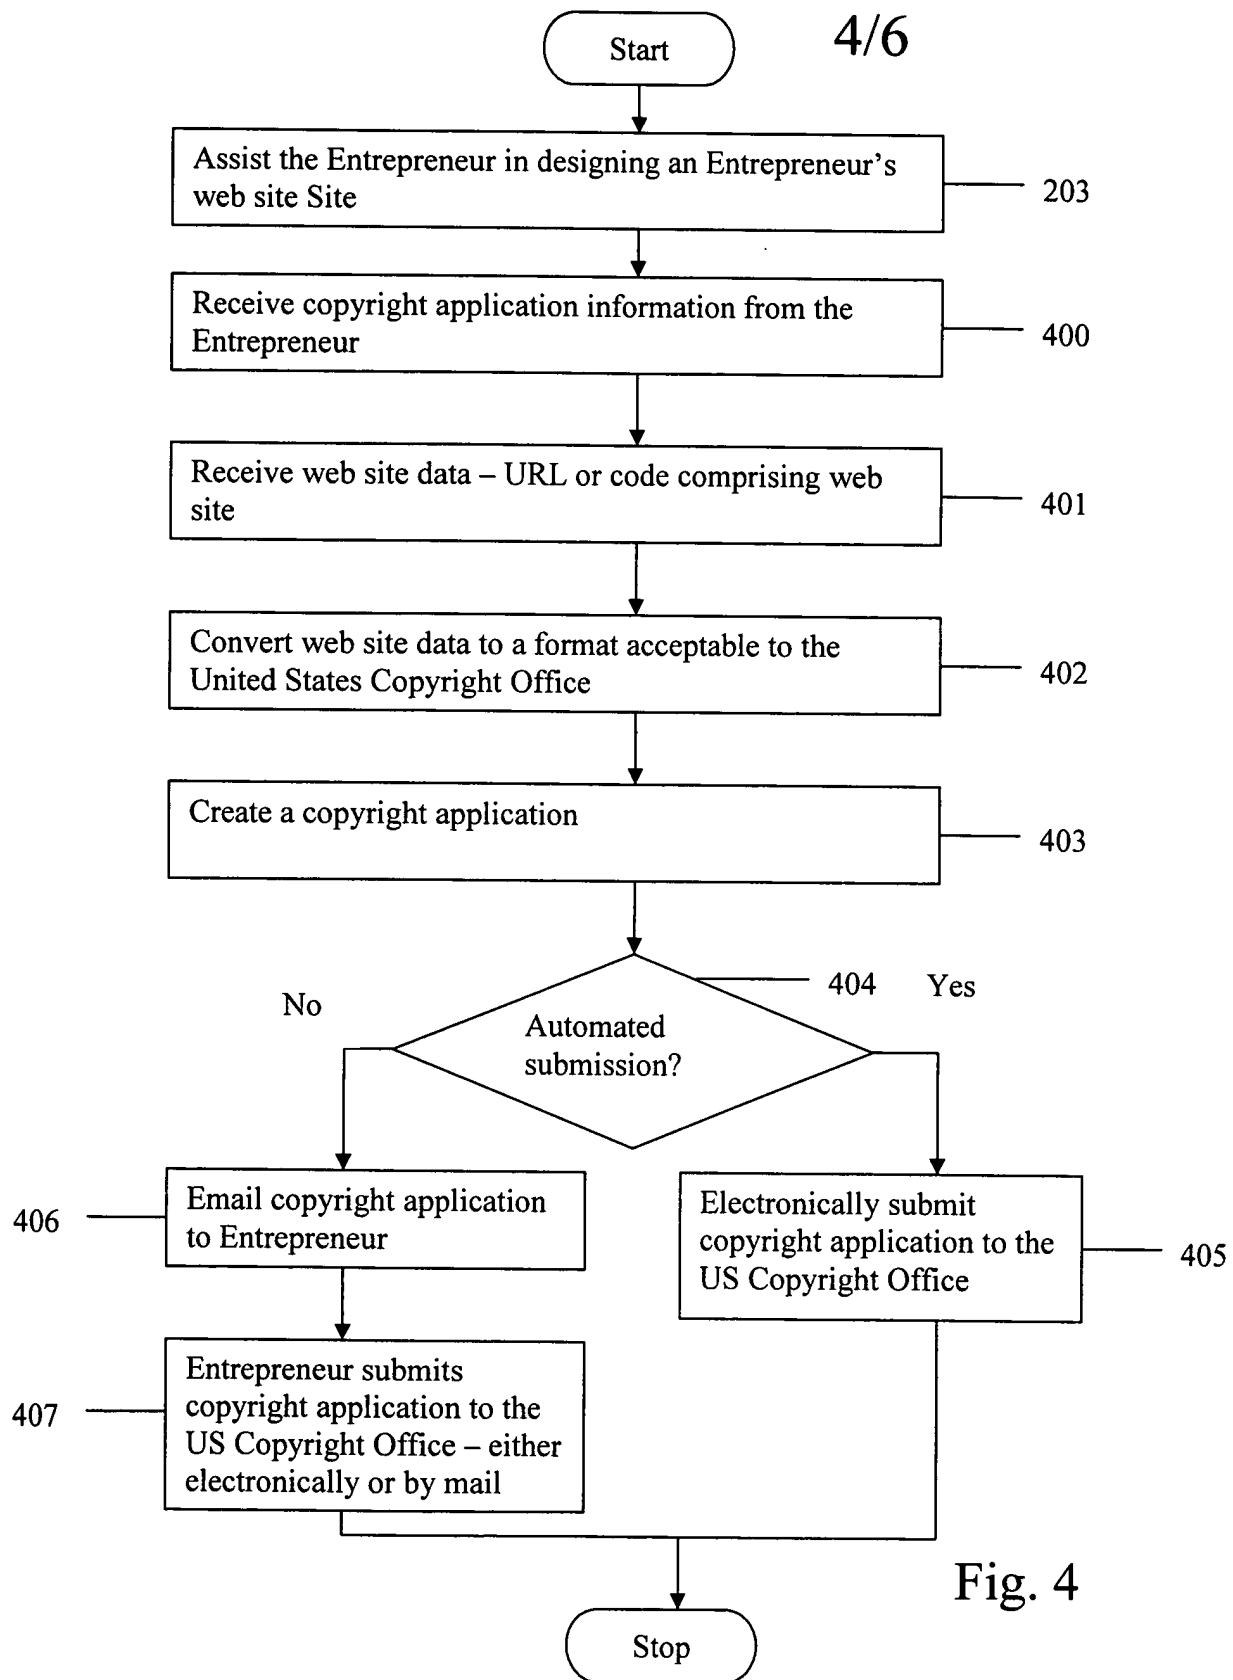 4/6
Start
Assist the Entrepreneur in designing an Entrepreneur's
web site Site
203
Receive copyright application information from the
Entrepreneur
400
Receive web site data – URL or code comprising web
site
401
Convert web site data to a format acceptable to the
United States Copyright Office
402
Create a copyright application
403
404
Yes
No
Automated
submission?
Email copyright application
to Entrepreneur
406
Electronically submit
copyright application to the
US Copyright Office
405
Entrepreneur submits
copyright application to the
US Copyright Office – either
electronically or by mail
407
Fig. 4
Stop